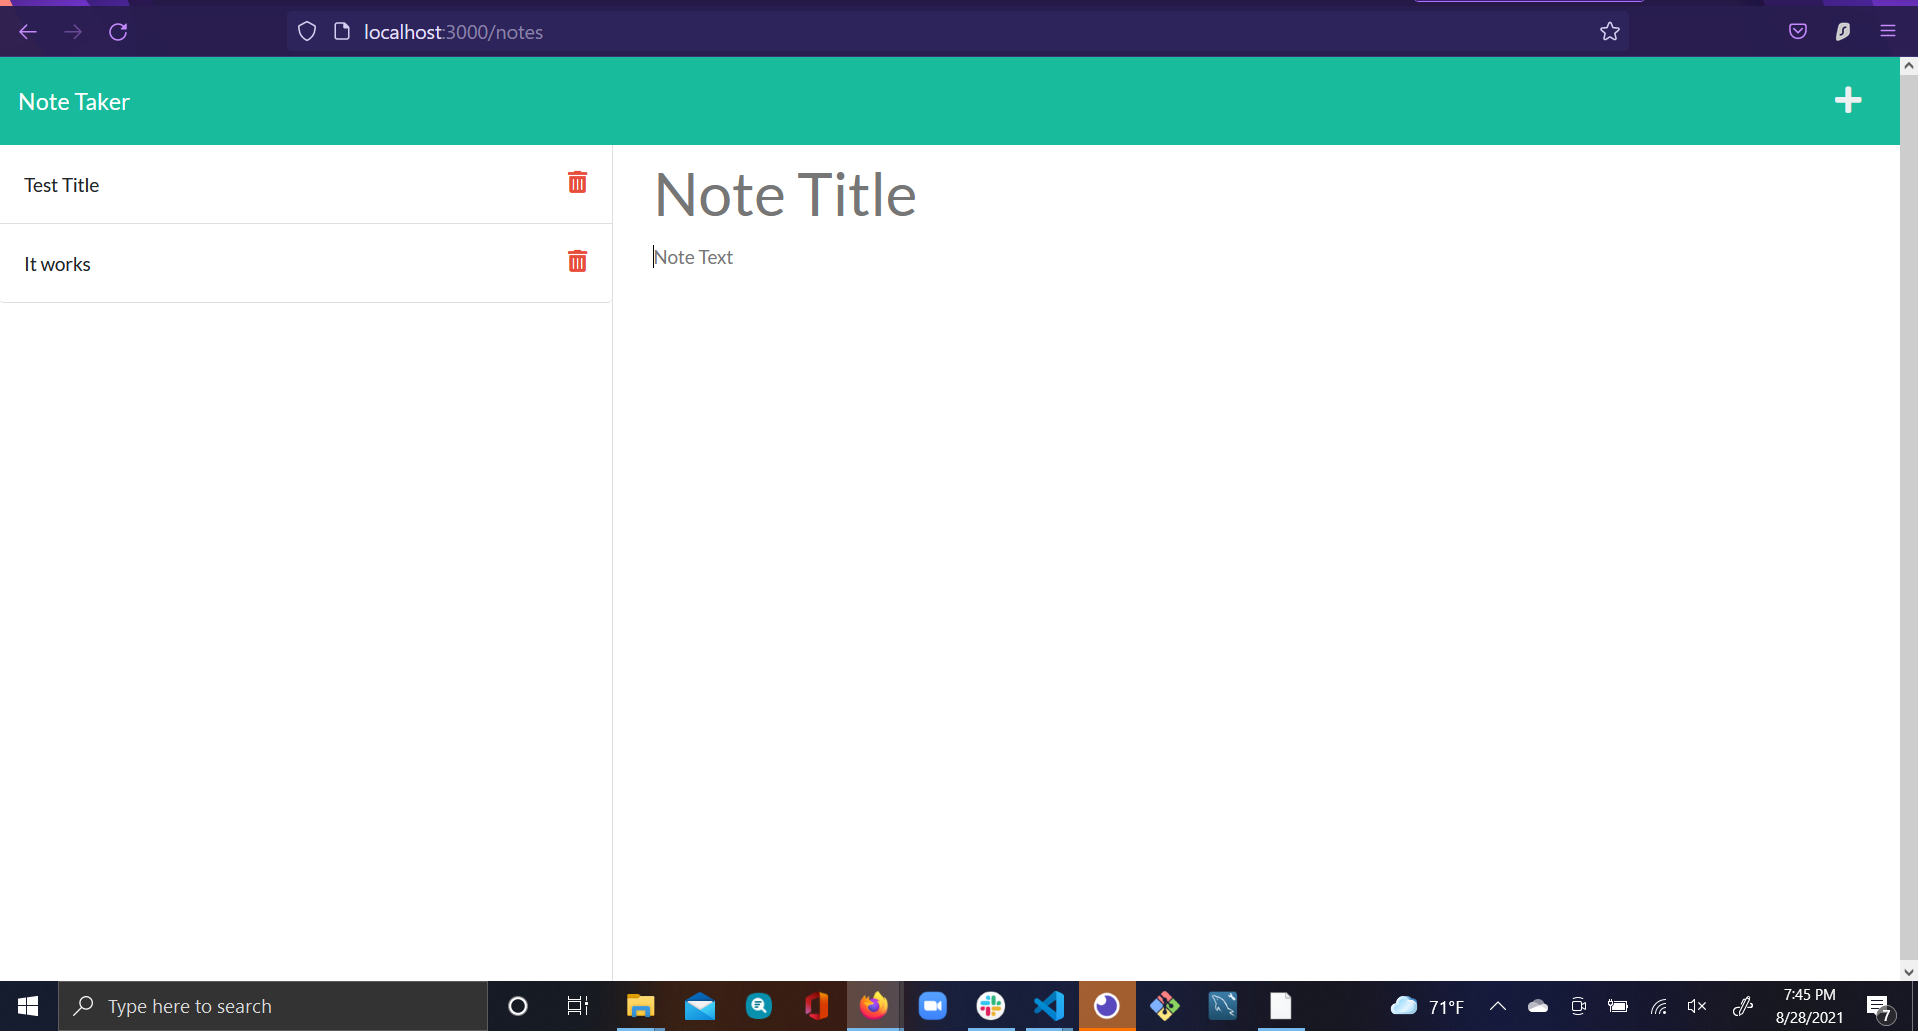 localhost:3000/notes
Note Taker
Test Title
It works
Note Title
Note Text
Type here to search
71°F
7:45 PM
8/28/2021
7